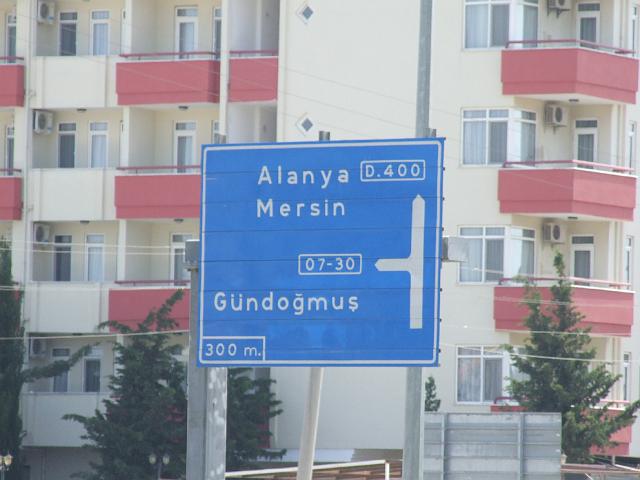 Alanya D.400
Mersin
07-30
Gündoğmuş
300 m.